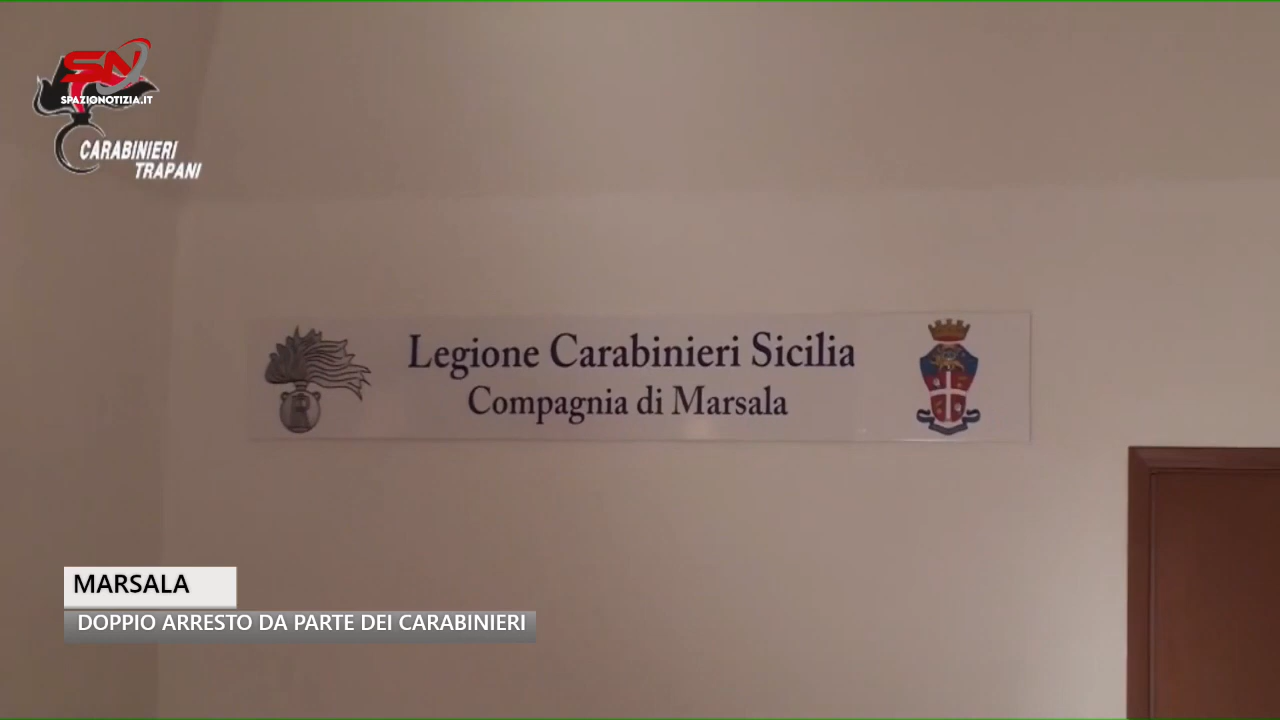 SN
SPAZIONOTIZIA.IT
CARABINIERI
TRAPANI
Legione Carabinieri Sicilia
Compagnia di Marsala
MARSALA
DOPPIO ARRESTO DA PARTE DEI CARABINIERI